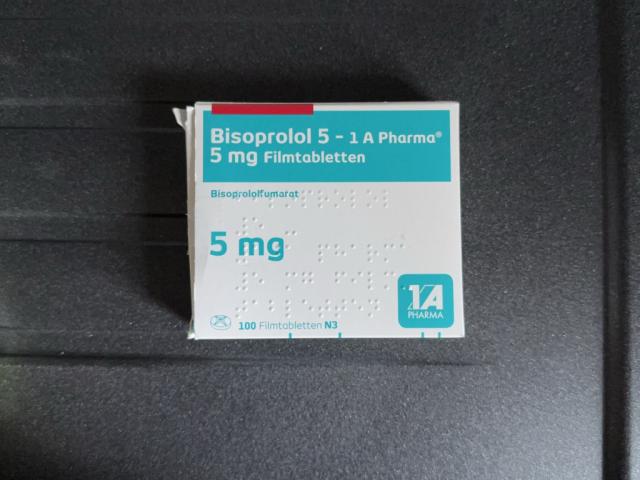 Bisoprolol 5 - 1 A Pharma®
5 mg Filmtabletten
Bisoprololfumarat
5 mg
1A
PHARMA
100 Filmtabletten N3